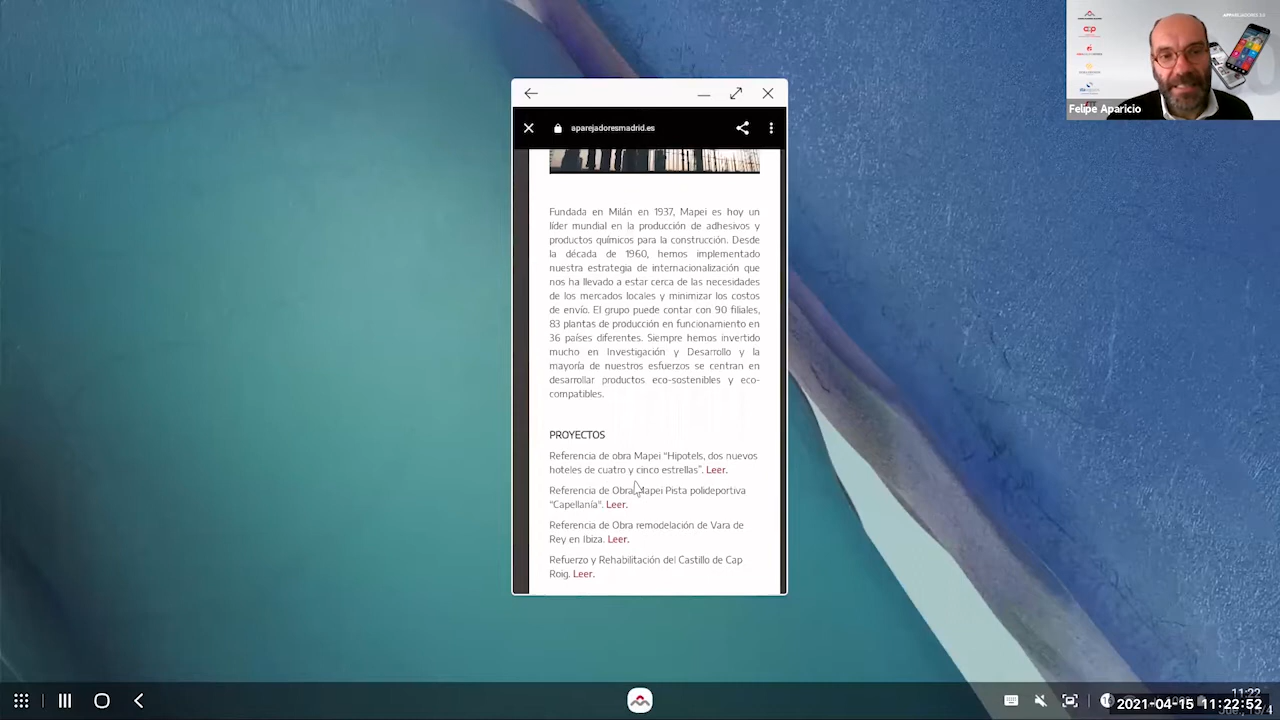 aparejadoresmadrid.es
Fundada en Milán en 1937, Mapei es hoy un
líder mundial en la producción de adhesivos y
productos químicos para la construcción. Desde
la década de 1960, hemos implementado
nuestra estrategia de internacionalización que
nos ha llevado a estar cerca de las necesidades
de los mercados locales y minimizar los costos
de envío. El grupo puede contar con 90 filiales,
83 plantas de producción en funcionamiento en
36 países diferentes. Siempre hemos invertido
mucho en Investigación y Desarrollo y la
mayoría de nuestros esfuerzos se centran en
desarrollar productos eco-sostenibles y eco-
compatibles.
PROYECTOS
Referencia de obra Mapei "Hipotels, dos nuevos
hoteles de cuatro y cinco estrellas". Leer.
Referencia de Obra Mapei Pista polideportiva
"Capellanía". Leer.
Referencia de Obra remodelación de Vara de
Rey en Ibiza. Leer.
Refuerzo y Rehabilitación del Castillo de Cap
Roig. Leer.
Felipe Aparicio
11:22
2021-04-15 11:22:52